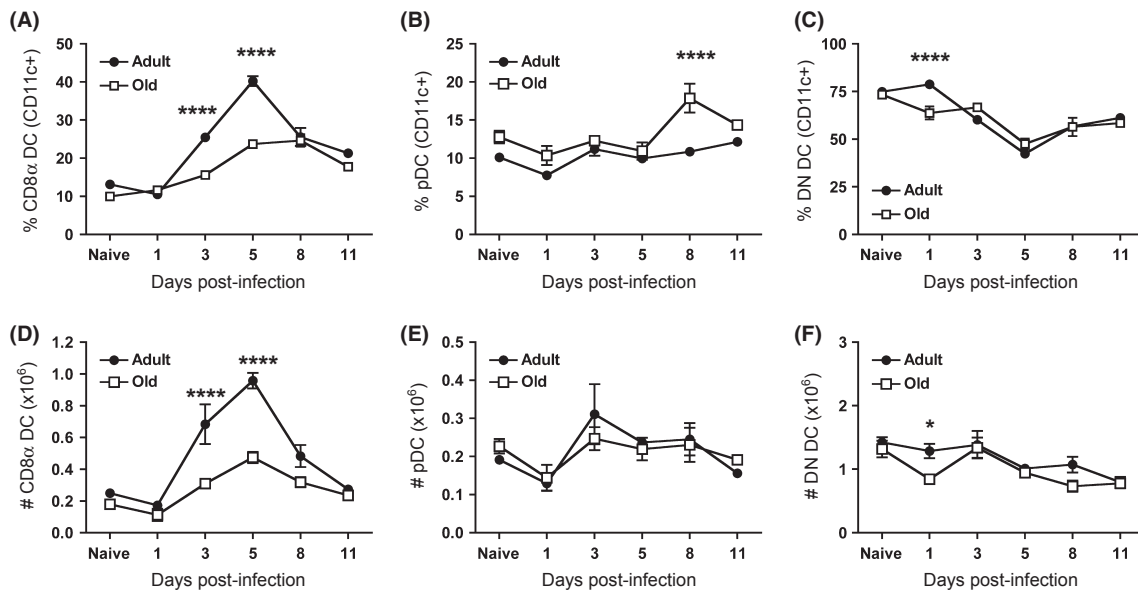 (A)
% CD8α DC (CD11c+)
50
40
30
20
10
0
Adult
Old
****
****
Naive 1 3 5 8 11
Days post-infection
(B)
% pDC (CD11c+)
25
20
15
10
5
0
Adult
Old
****
Naive 1 3 5 8 11
Days post-infection
(C)
% DN DC (CD11c+)
100
75
50
25
0
****
Adult
Old
Naive 1 3 5 8 11
Days post-infection
(D)
# CD8α DC (x10⁶)
1.2
1.0
0.8
0.6
0.4
0.2
0.0
Adult
Old
****
****
Naive 1 3 5 8 11
Days post-infection
(E)
# pDC (x10⁶)
0.5
0.4
0.3
0.2
0.1
0.0
Adult
Old
Naive 1 3 5 8 11
Days post-infection
(F)
# DN DC (x10⁶)
3
2
1
0
Adult
Old
*
Naive 1 3 5 8 11
Days post-infection